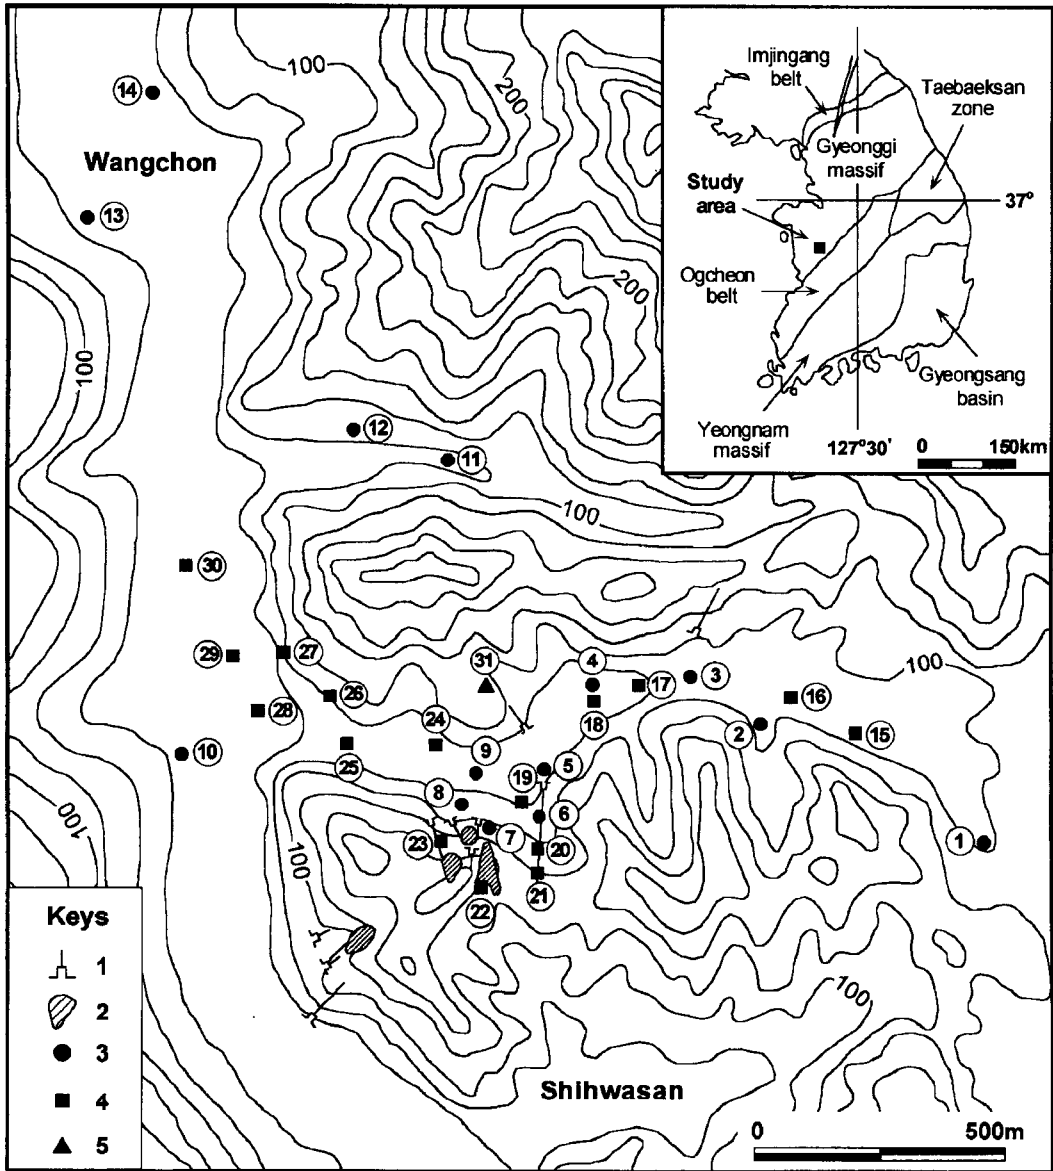 100
200
14
Wangchon
13
200
100
12
11
100
30
29
27
31
4
3
100
26
17
16
28
24
18
2
15
10
25
9
19
5
8
6
100
23
7
20
1
100
21
22
100
Shihwasan
0 500m
Imjingang
belt
Taebaeksan
zone
Gyeonggi
massif
Study
area
37°
Ogcheon
belt
Gyeongsang
basin
Yeongnam
massif
127°30'
0 150km
Keys
1
2
3
4
5